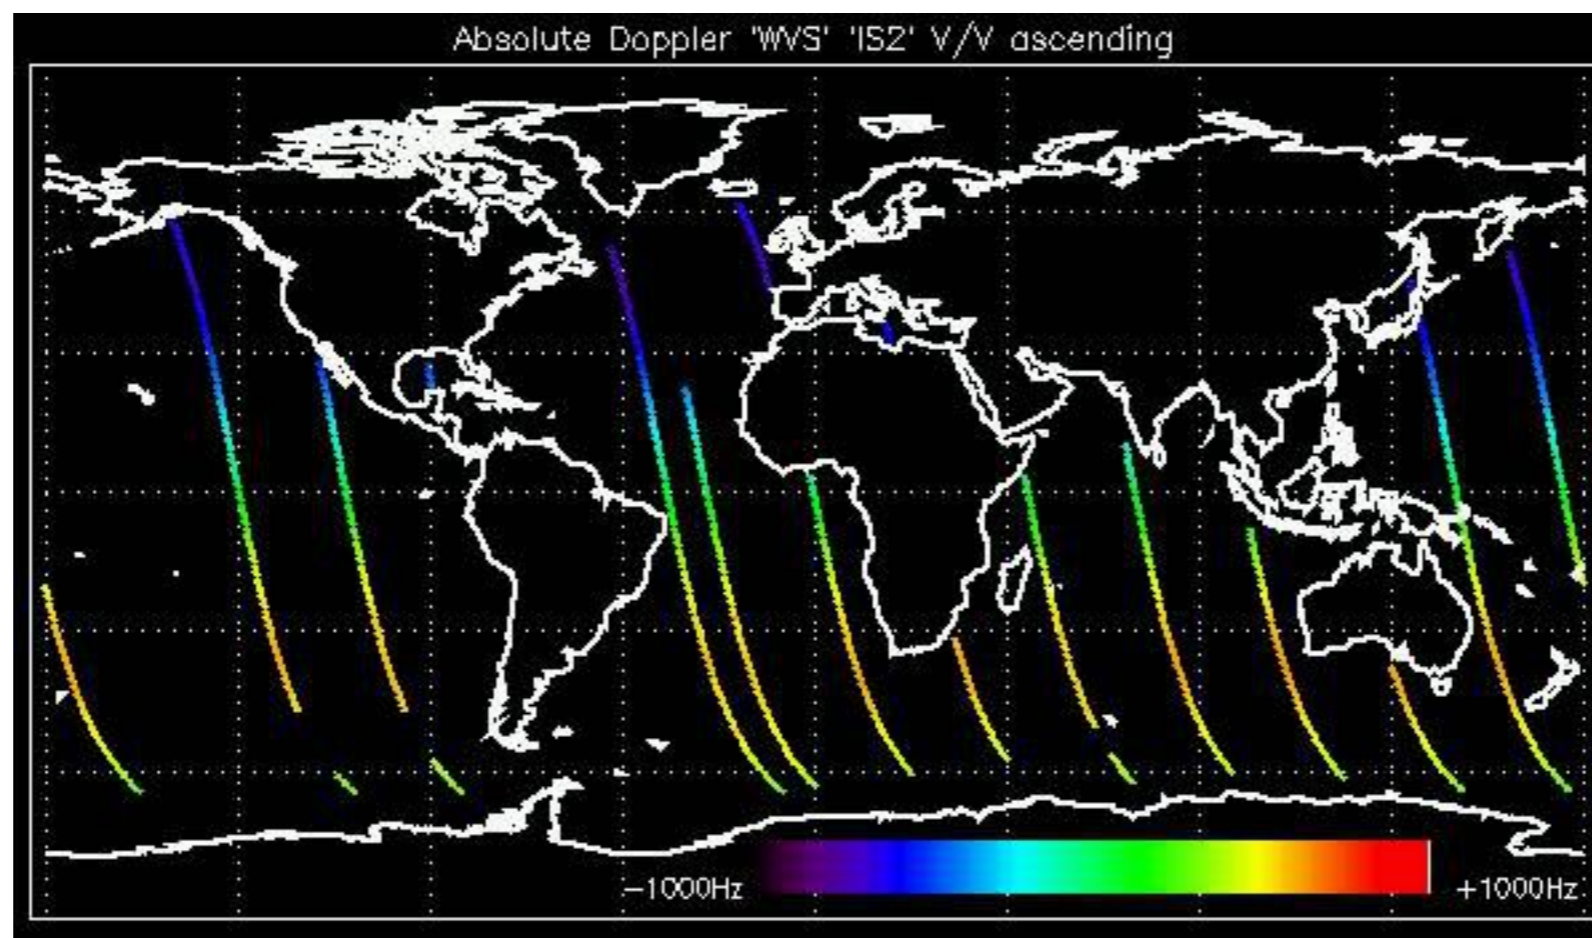 Absolute Doppler 'WVS' 'IS2' V/V ascending
-1000Hz
+1000Hz